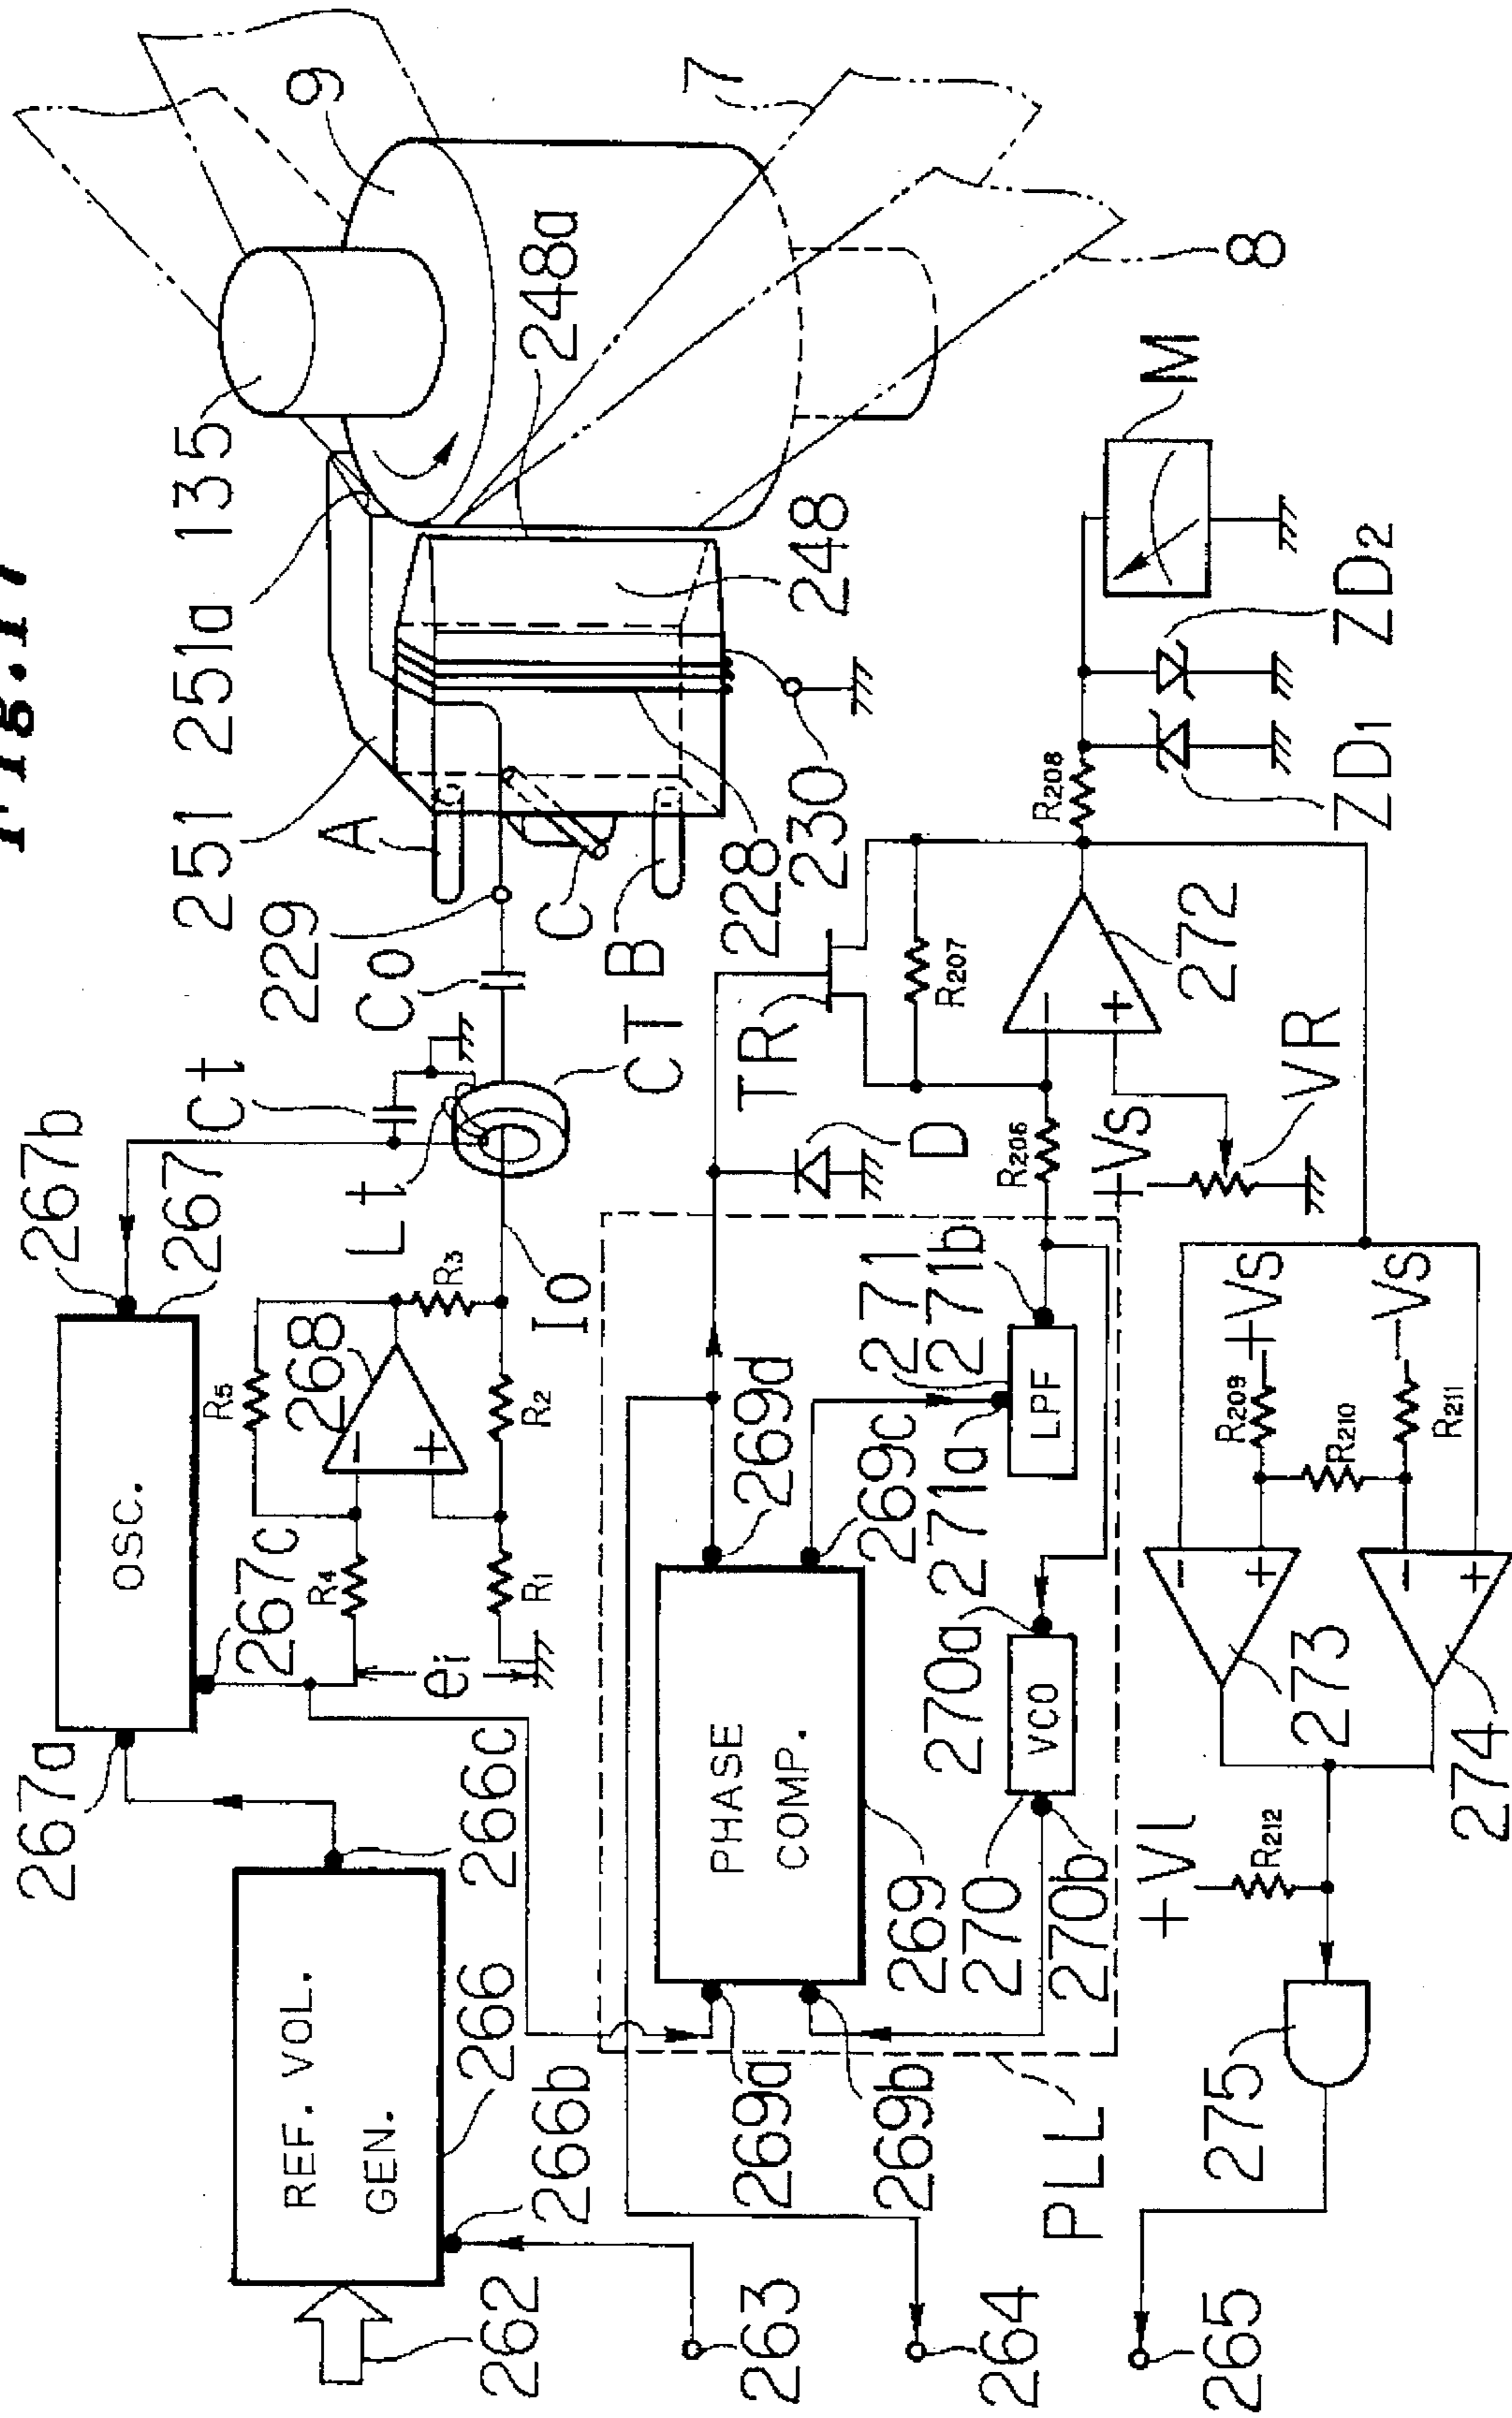 Fig.17
262
REF. VOL.
GEN.
266
266b
266c
263
264
265
267a
OSC.
267
267b
267c
R4
R5
268
-
+
R1
R2
R3
ei
Io
Lt
Ct
CT
Co
229
A
B
C
228
230
251
251a
135
248
248a
9
7
8
PLL
PHASE
COMP.
269
269a
269b
269c
269d
270
270a
270b
VCO
271
271a
271b
LPF
D
TR
R206
R207
R208
-
+
272
VR
+Vs
ZD1
ZD2
M
+Vs
-Vs
R209
R210
R211
-
+
273
-
+
274
+Vl
R212
275